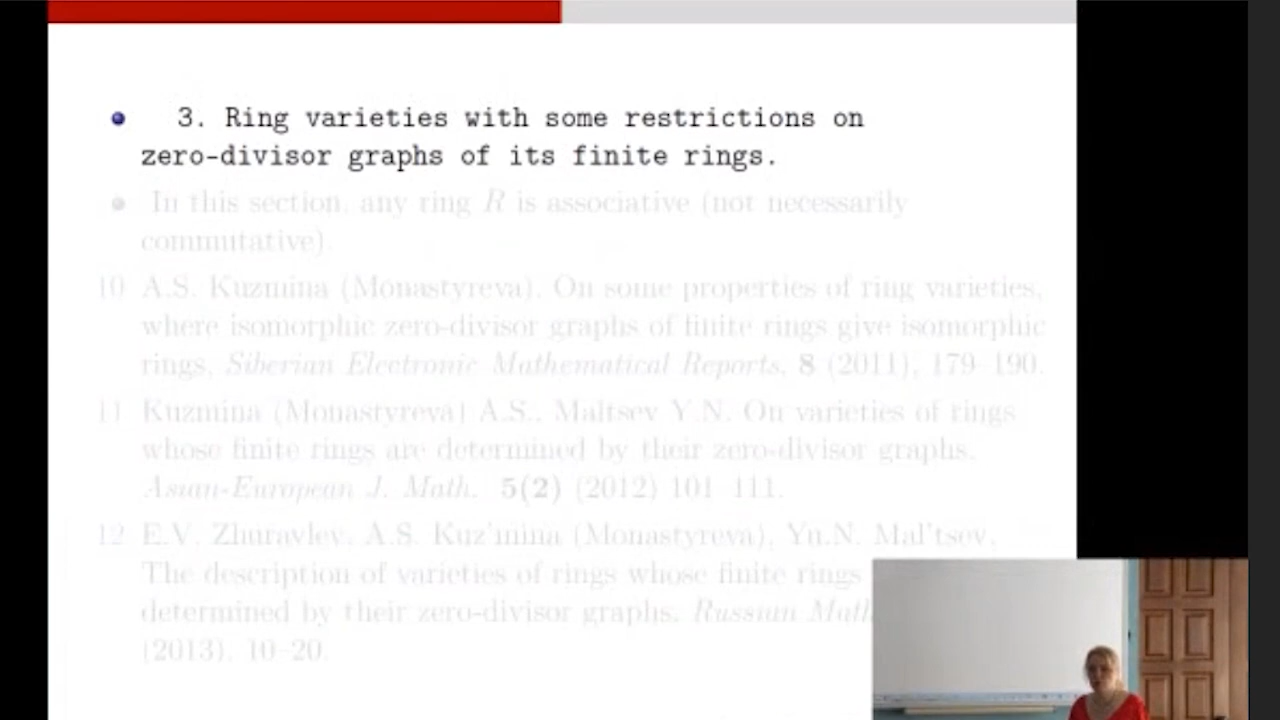 3. Ring varieties with some restrictions on
zero-divisor graphs of its finite rings.
In this section, any ring R is associative (not necessarily
commutative).
10 A.S. Kuzmina (Monastyreva). On some properties of ring varieties,
where isomorphic zero-divisor graphs of finite rings give isomorphic
rings, Siberian Electronic Mathematical Reports, 8 (2011), 179–190.
11 Kuzmina (Monastyreva) A.S., Maltsev Y.N. On varieties of rings
whose finite rings are determined by their zero-divisor graphs.
Asian-European J. Math. 5(2) (2012) 101–111.
12 E.V. Zhuravlev, A.S. Kuz'mina (Monastyreva), Yu.N. Mal'tsev,
The description of varieties of rings whose finite rings
determined by their zero-divisor graphs. Russian Math
(2013), 10–20.